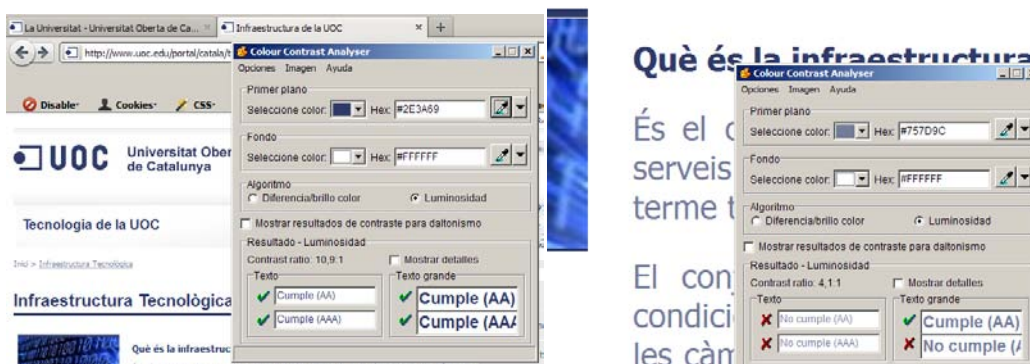 La Universitat - Universitat Oberta de Ca...
Infraestructura de la UOC
http://www.uoc.edu/portal/catala/t
Disable
Cookies
CSS
UOC
Universitat Ober
de Catalunya
Tecnologia de la UOC
Inici > Infraestructura Tecnològica
Infraestructura Tecnològica
Què és la infraestruc
Colour Contrast Analyser
Opciones Imagen Ayuda
Primer plano
Seleccione color: Hex: #2E3A69
Fondo
Seleccione color: Hex: #FFFFFF
Algoritmo
Diferencia/brillo color Luminosidad
Mostrar resultados de contraste para daltonismo
Resultado - Luminosidad
Contrast ratio: 10,9:1 Mostrar detalles
Texto Texto grande
Cumple (AA) Cumple (AA)
Cumple (AAA) Cumple (AAA
Què és la infraestructura
És el c
serveis
terme t
El con
condici
les càm
Colour Contrast Analyser
Opciones Imagen Ayuda
Primer plano
Seleccione color: Hex: #757D9C
Fondo
Seleccione color: Hex: #FFFFFF
Algoritmo
Diferencia/brillo color Luminosidad
Mostrar resultados de contraste para daltonismo
Resultado - Luminosidad
Contrast ratio: 4,1:1 Mostrar detalles
Texto Texto grande
No cumple (AA) Cumple (AA)
No cumple (AAA) No cumple (A